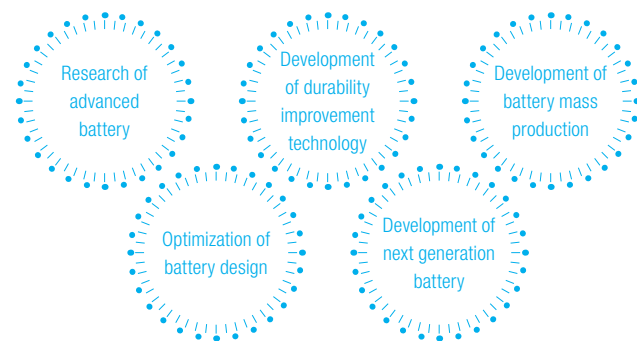 Research of
advanced
battery
Development
of durability
improvement
technology
Development of
battery mass
production
Optimization of
battery design
Development of
next generation
battery